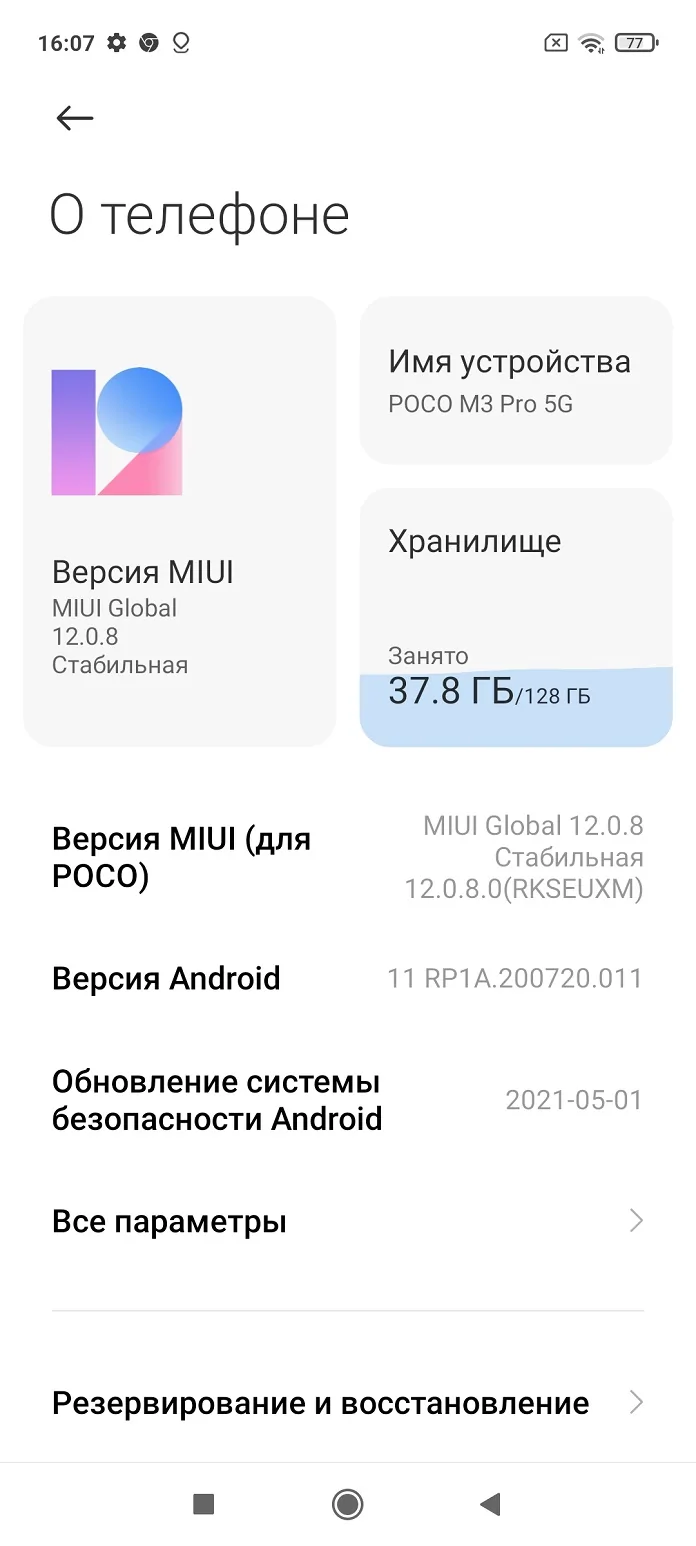 16:07
77
О телефоне
Версия MIUI
MIUI Global
12.0.8
Стабильная
Имя устройства
POCO M3 Pro 5G
Хранилище
Занято
37.8 ГБ/128 ГБ
Версия MIUI (для
POCO)
MIUI Global 12.0.8
Стабильная
12.0.8.0(RKSEUXM)
Версия Android
11 RP1A.200720.011
Обновление системы
безопасности Android
2021-05-01
Все параметры
Резервирование и восстановление